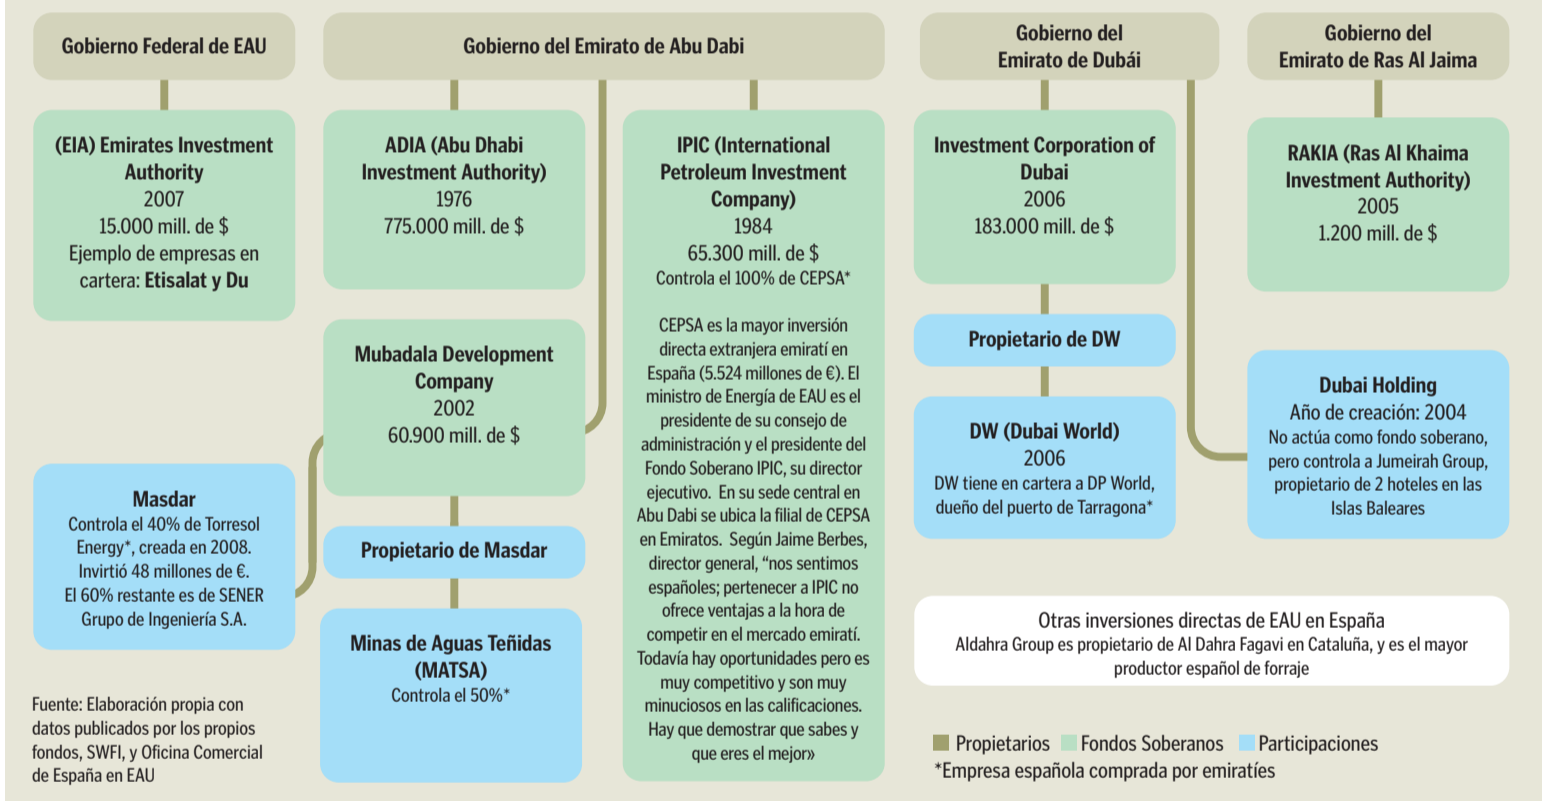 Gobierno Federal de EAU
(EIA) Emirates Investment
Authority
2007
15.000 mill. de $
Ejemplo de empresas en
cartera: Etisalat y Du
Masdar
Controla el 40% de Torresol
Energy*, creada en 2008.
Invirtió 48 millones de €.
El 60% restante es de SENER
Grupo de Ingeniería S.A.
Gobierno del Emirato de Abu Dabi
ADIA (Abu Dhabi
Investment Authority)
1976
775.000 mill. de $
Mubadala Development
Company
2002
60.900 mill. de $
Propietario de Masdar
Minas de Aguas Teñidas
(MATSA)
Controla el 50%*
IPIC (International
Petroleum Investment
Company)
1984
65.300 mill. de $
Controla el 100% de CEPSA*
CEPSA es la mayor inversión
directa extranjera emiratí en
España (5.524 millones de €). El
ministro de Energía de EAU es el
presidente de su consejo de
administración y el presidente del
Fondo Soberano IPIC, su director
ejecutivo. En su sede central en
Abu Dabi se ubica la filial de CEPSA
en Emiratos. Según Jaime Berbes,
director general, “nos sentimos
españoles; pertenecer a IPIC no
ofrece ventajas a la hora de
competir en el mercado emiratí.
Todavía hay oportunidades pero es
muy competitivo y son muy
minuciosos en las calificaciones.
Hay que demostrar que sabes y
que eres el mejor»
Gobierno del
Emirato de Dubái
Investment Corporation of
Dubai
2006
183.000 mill. de $
Propietario de DW
DW (Dubai World)
2006
DW tiene en cartera a DP World,
dueño del puerto de Tarragona*
Gobierno del
Emirato de Ras Al Jaima
RAKIA (Ras Al Khaima
Investment Authority)
2005
1.200 mill. de $
Dubai Holding
Año de creación: 2004
No actúa como fondo soberano,
pero controla a Jumeirah Group,
propietario de 2 hoteles en las
Islas Baleares
Otras inversiones directas de EAU en España
Aldahra Group es propietario de Al Dahra Fagavi en Cataluña, y es el mayor
productor español de forraje
Fuente: Elaboración propia con
datos publicados por los propios
fondos, SWFI, y Oficina Comercial
de España en EAU
Propietarios Fondos Soberanos Participaciones
*Empresa española comprada por emiratíes